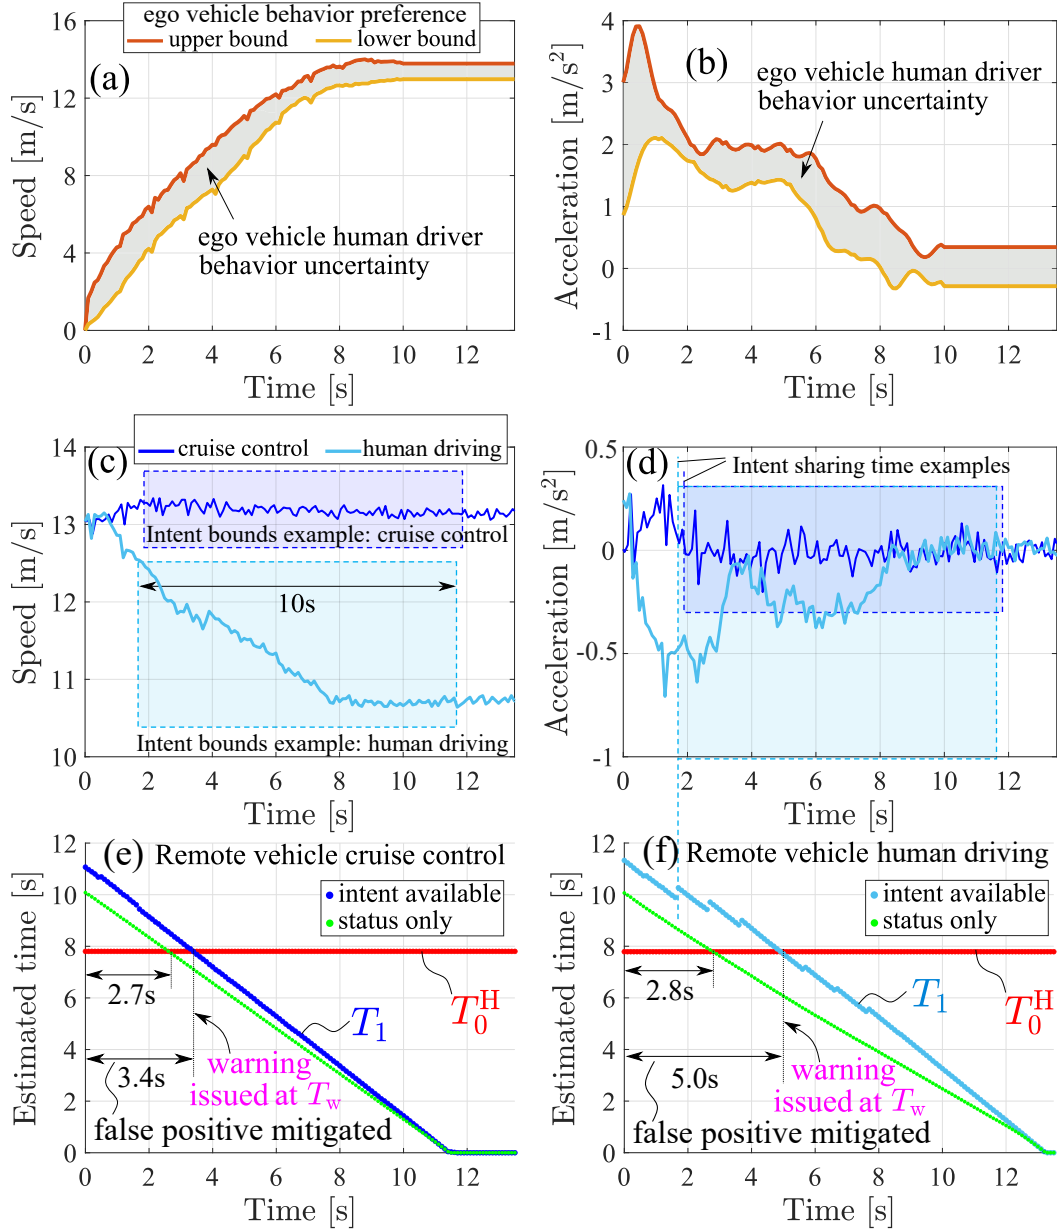 ego vehicle behavior preference
upper bound
lower bound
(a)
ego vehicle human driver
behavior uncertainty
Speed [m/s]
16
12
8
4
0
0 2 4 6 8 10 12
Time [s]
(b)
ego vehicle human driver
behavior uncertainty
Acceleration [m/s²]
4
3
2
1
0
-1
0 2 4 6 8 10 12
Time [s]
cruise control
human driving
(c)
Intent bounds example: cruise control
10s
Intent bounds example: human driving
Speed [m/s]
14
13
12
11
10
0 2 4 6 8 10 12
Time [s]
(d)
Intent sharing time examples
Acceleration [m/s²]
0.5
0
-0.5
-1
0 2 4 6 8 10 12
Time [s]
(e) Remote vehicle cruise control
intent available
status only
2.7s
3.4s
T₁
T₀ᴴ
warning
issued at T_w
false positive mitigated
Estimated time [s]
12
10
8
6
4
2
0
0 2 4 6 8 10 12
Time [s]
(f) Remote vehicle human driving
intent available
status only
2.8s
5.0s
T₁
T₀ᴴ
warning
issued at T_w
false positive mitigated
Estimated time [s]
12
10
8
6
4
2
0
0 2 4 6 8 10 12
Time [s]